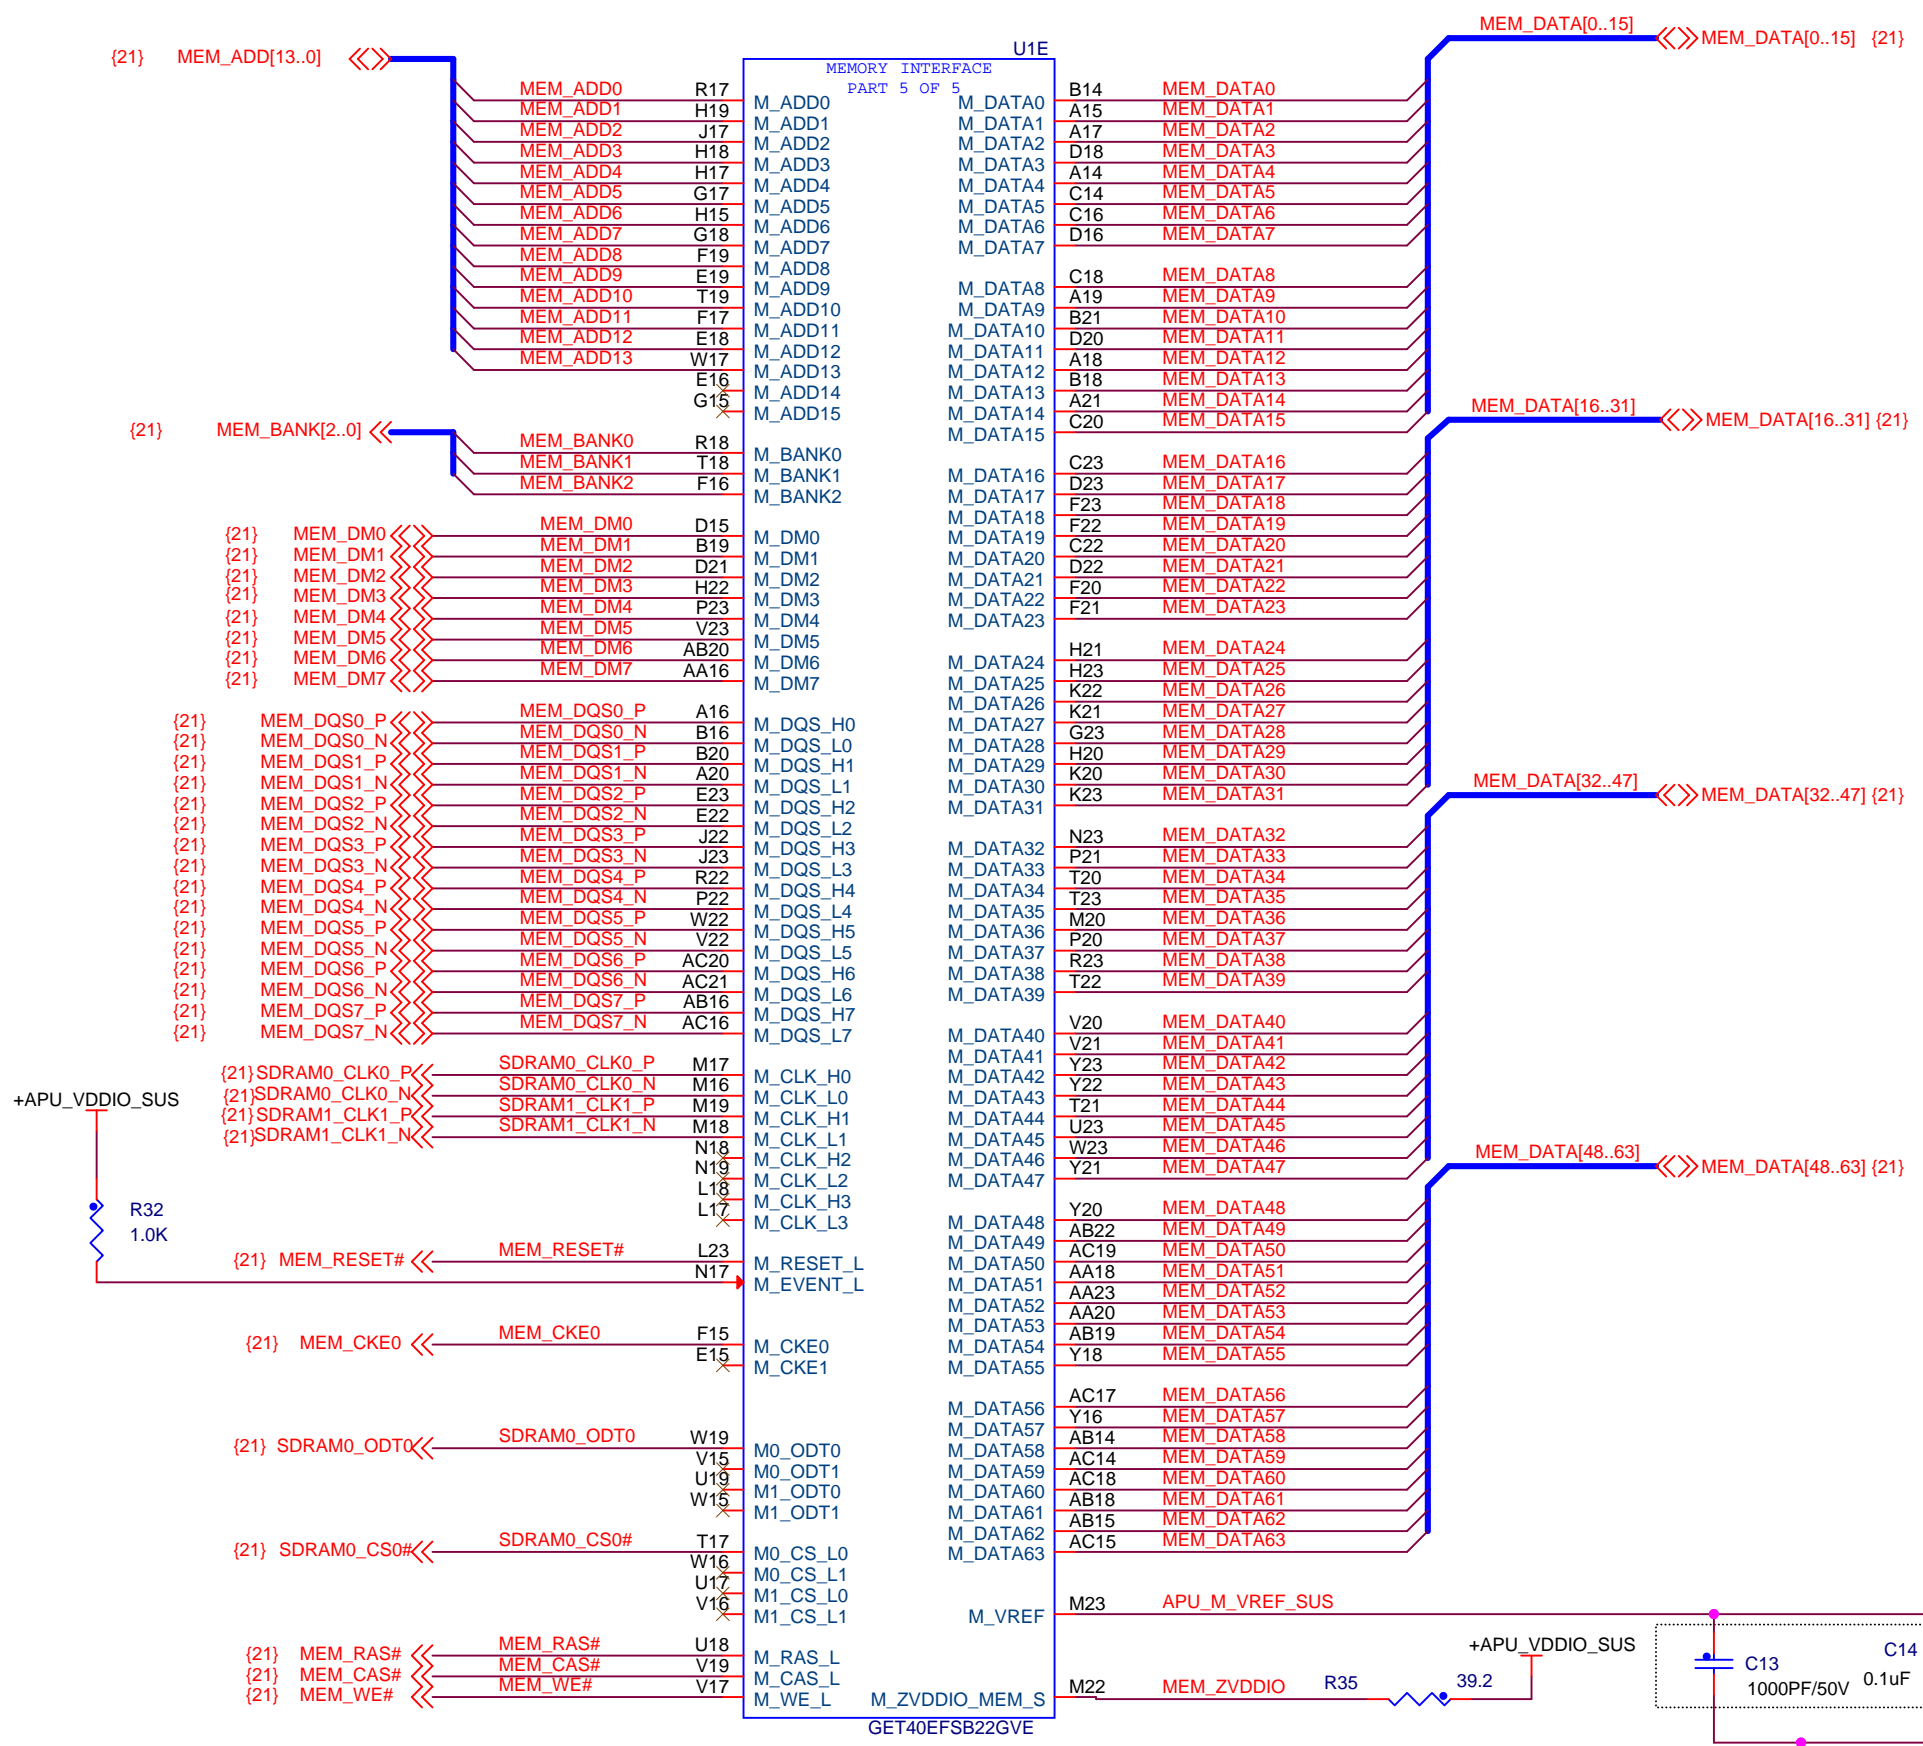 U1E
MEMORY INTERFACE
PART 5 OF 5
{21} MEM_ADD[13..0]
MEM_ADD0 R17 M_ADD0
MEM_ADD1 H19 M_ADD1
MEM_ADD2 J17 M_ADD2
MEM_ADD3 H18 M_ADD3
MEM_ADD4 H17 M_ADD4
MEM_ADD5 G17 M_ADD5
MEM_ADD6 H15 M_ADD6
MEM_ADD7 G18 M_ADD7
MEM_ADD8 F19 M_ADD8
MEM_ADD9 E19 M_ADD9
MEM_ADD10 T19 M_ADD10
MEM_ADD11 F17 M_ADD11
MEM_ADD12 E18 M_ADD12
MEM_ADD13 W17 M_ADD13
E16 M_ADD14
G15 M_ADD15
{21} MEM_BANK[2..0]
MEM_BANK0 R18 M_BANK0
MEM_BANK1 T18 M_BANK1
MEM_BANK2 F16 M_BANK2
{21} MEM_DM0 MEM_DM0 D15 M_DM0
{21} MEM_DM1 MEM_DM1 B19 M_DM1
{21} MEM_DM2 MEM_DM2 D21 M_DM2
{21} MEM_DM3 MEM_DM3 H22 M_DM3
{21} MEM_DM4 MEM_DM4 P23 M_DM4
{21} MEM_DM5 MEM_DM5 V23 M_DM5
{21} MEM_DM6 MEM_DM6 AB20 M_DM6
{21} MEM_DM7 MEM_DM7 AA16 M_DM7
{21} MEM_DQS0_P MEM_DQS0_P A16 M_DQS_H0
{21} MEM_DQS0_N MEM_DQS0_N B16 M_DQS_L0
{21} MEM_DQS1_P MEM_DQS1_P B20 M_DQS_H1
{21} MEM_DQS1_N MEM_DQS1_N A20 M_DQS_L1
{21} MEM_DQS2_P MEM_DQS2_P E23 M_DQS_H2
{21} MEM_DQS2_N MEM_DQS2_N E22 M_DQS_L2
{21} MEM_DQS3_P MEM_DQS3_P J22 M_DQS_H3
{21} MEM_DQS3_N MEM_DQS3_N J23 M_DQS_L3
{21} MEM_DQS4_P MEM_DQS4_P R22 M_DQS_H4
{21} MEM_DQS4_N MEM_DQS4_N P22 M_DQS_L4
{21} MEM_DQS5_P MEM_DQS5_P W22 M_DQS_H5
{21} MEM_DQS5_N MEM_DQS5_N V22 M_DQS_L5
{21} MEM_DQS6_P MEM_DQS6_P AC20 M_DQS_H6
{21} MEM_DQS6_N MEM_DQS6_N AC21 M_DQS_L6
{21} MEM_DQS7_P MEM_DQS7_P AB16 M_DQS_H7
{21} MEM_DQS7_N MEM_DQS7_N AC16 M_DQS_L7
{21} SDRAM0_CLK0_P SDRAM0_CLK0_P M17 M_CLK_H0
{21} SDRAM0_CLK0_N SDRAM0_CLK0_N M16 M_CLK_L0
{21} SDRAM1_CLK1_P SDRAM1_CLK1_P M19 M_CLK_H1
{21} SDRAM1_CLK1_N SDRAM1_CLK1_N M18 M_CLK_L1
N18 M_CLK_H2
N19 M_CLK_L2
L18 M_CLK_H3
L17 M_CLK_L3
+APU_VDDIO_SUS
R32
1.0K
{21} MEM_RESET# MEM_RESET# L23 M_RESET_L
N17 M_EVENT_L
{21} MEM_CKE0 MEM_CKE0 F15 M_CKE0
E15 M_CKE1
{21} SDRAM0_ODT0 SDRAM0_ODT0 W19 M0_ODT0
V15 M0_ODT1
U19 M1_ODT0
W15 M1_ODT1
{21} SDRAM0_CS0# SDRAM0_CS0# T17 M0_CS_L0
W16 M0_CS_L1
U17 M1_CS_L0
V16 M1_CS_L1
{21} MEM_RAS# MEM_RAS# U18 M_RAS_L
{21} MEM_CAS# MEM_CAS# V19 M_CAS_L
{21} MEM_WE# MEM_WE# V17 M_WE_L
MEM_DATA[0..15] MEM_DATA[0..15] {21}
M_DATA0 B14 MEM_DATA0
M_DATA1 A15 MEM_DATA1
M_DATA2 A17 MEM_DATA2
M_DATA3 D18 MEM_DATA3
M_DATA4 A14 MEM_DATA4
M_DATA5 C14 MEM_DATA5
M_DATA6 C16 MEM_DATA6
M_DATA7 D16 MEM_DATA7
M_DATA8 C18 MEM_DATA8
M_DATA9 A19 MEM_DATA9
M_DATA10 B21 MEM_DATA10
M_DATA11 D20 MEM_DATA11
M_DATA12 A18 MEM_DATA12
M_DATA13 B18 MEM_DATA13
M_DATA14 A21 MEM_DATA14
M_DATA15 C20 MEM_DATA15
MEM_DATA[16..31] MEM_DATA[16..31] {21}
M_DATA16 C23 MEM_DATA16
M_DATA17 D23 MEM_DATA17
M_DATA18 F23 MEM_DATA18
M_DATA19 F22 MEM_DATA19
M_DATA20 C22 MEM_DATA20
M_DATA21 D22 MEM_DATA21
M_DATA22 F20 MEM_DATA22
M_DATA23 F21 MEM_DATA23
M_DATA24 H21 MEM_DATA24
M_DATA25 H23 MEM_DATA25
M_DATA26 K22 MEM_DATA26
M_DATA27 K21 MEM_DATA27
M_DATA28 G23 MEM_DATA28
M_DATA29 H20 MEM_DATA29
M_DATA30 K20 MEM_DATA30
M_DATA31 K23 MEM_DATA31
MEM_DATA[32..47] MEM_DATA[32..47] {21}
M_DATA32 N23 MEM_DATA32
M_DATA33 P21 MEM_DATA33
M_DATA34 T20 MEM_DATA34
M_DATA35 T23 MEM_DATA35
M_DATA36 M20 MEM_DATA36
M_DATA37 P20 MEM_DATA37
M_DATA38 R23 MEM_DATA38
M_DATA39 T22 MEM_DATA39
M_DATA40 V20 MEM_DATA40
M_DATA41 V21 MEM_DATA41
M_DATA42 Y23 MEM_DATA42
M_DATA43 Y22 MEM_DATA43
M_DATA44 T21 MEM_DATA44
M_DATA45 U23 MEM_DATA45
M_DATA46 W23 MEM_DATA46
M_DATA47 Y21 MEM_DATA47
MEM_DATA[48..63] MEM_DATA[48..63] {21}
M_DATA48 Y20 MEM_DATA48
M_DATA49 AB22 MEM_DATA49
M_DATA50 AC19 MEM_DATA50
M_DATA51 AA18 MEM_DATA51
M_DATA52 AA23 MEM_DATA52
M_DATA53 AA20 MEM_DATA53
M_DATA54 AB19 MEM_DATA54
M_DATA55 Y18 MEM_DATA55
M_DATA56 AC17 MEM_DATA56
M_DATA57 Y16 MEM_DATA57
M_DATA58 AB14 MEM_DATA58
M_DATA59 AC14 MEM_DATA59
M_DATA60 AC18 MEM_DATA60
M_DATA61 AB18 MEM_DATA61
M_DATA62 AB15 MEM_DATA62
M_DATA63 AC15 MEM_DATA63
M_VREF M23 APU_M_VREF_SUS
+APU_VDDIO_SUS
M_ZVDDIO_MEM_S M22 MEM_ZVDDIO R35 39.2
C13
1000PF/50V
C14
0.1uF
GET40EFSB22GVE